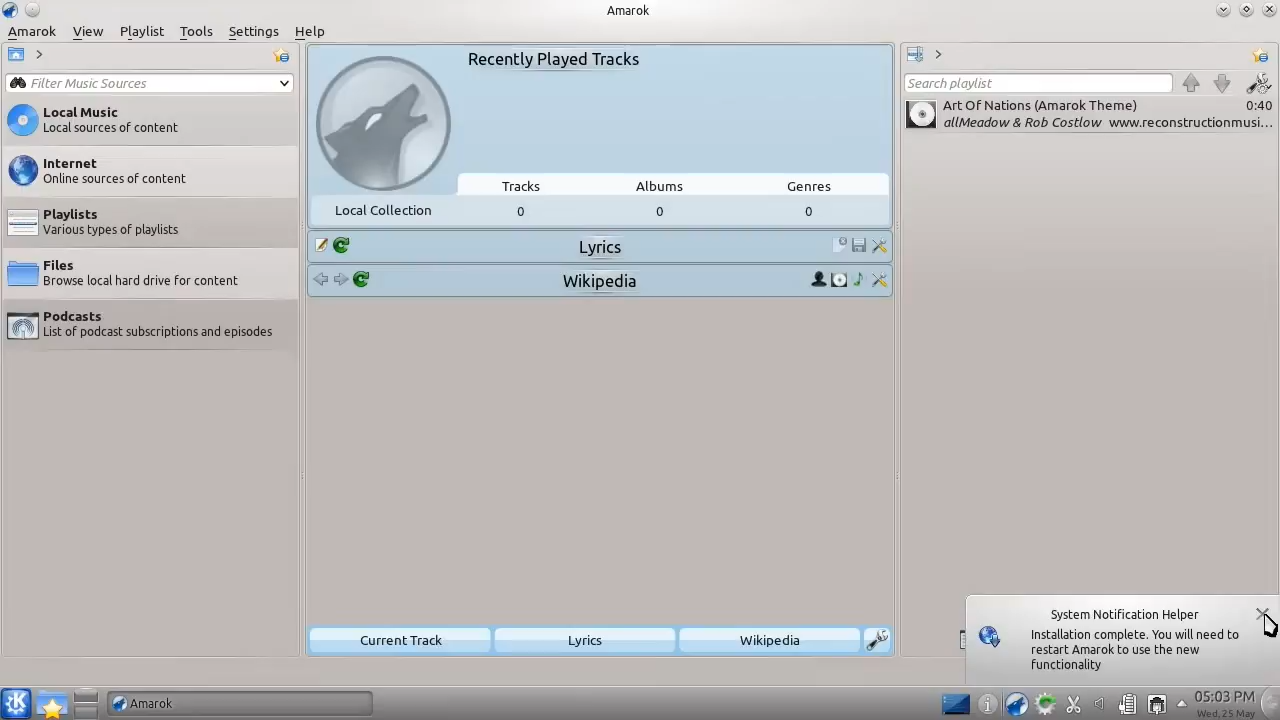 Amarok
Amarok View Playlist Tools Settings Help
Filter Music Sources
Local Music
Local sources of content
Internet
Online sources of content
Playlists
Various types of playlists
Files
Browse local hard drive for content
Podcasts
List of podcast subscriptions and episodes
Recently Played Tracks
Tracks Albums Genres
Local Collection 0 0 0
Lyrics
Wikipedia
Current Track Lyrics Wikipedia
Search playlist
Art Of Nations (Amarok Theme) 0:40
allMeadow & Rob Costlow www.reconstructionmusi...
System Notification Helper
Installation complete. You will need to
restart Amarok to use the new
functionality
Amarok
05:03 PM
Wed, 25 May